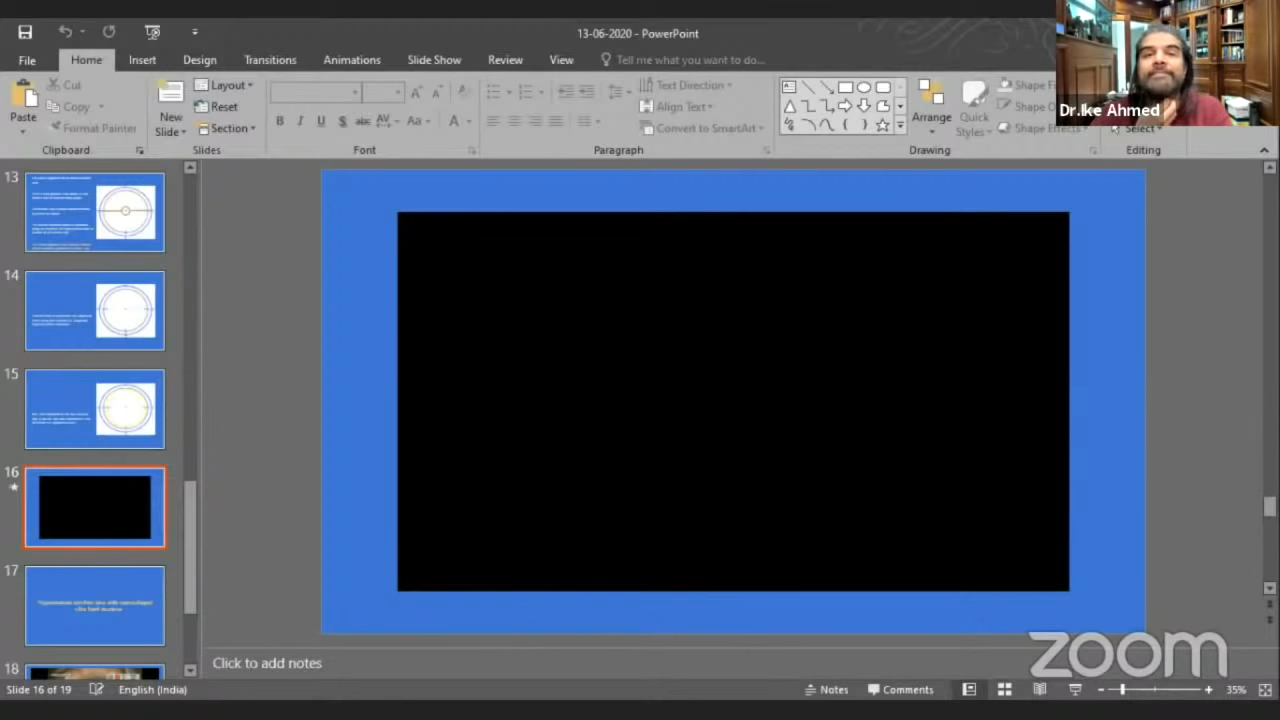 13-06-2020 - PowerPoint
File Home Insert Design Transitions Animations Slide Show Review View Tell me what you want to do...
Paste
Cut
Copy
Format Painter
Clipboard
New
Slide
Layout
Reset
Section
Slides
B I U S abc AV Aa A
Font
Text Direction
Align Text
Convert to SmartArt
Paragraph
Arrange
Quick
Styles
Shape
Shape
Shape Effects
Drawing
Select
Editing
Dr.Ike Ahmed
13
14
15
16
17
18
Click to add notes
zoom
Slide 16 of 19 English (India) Notes Comments 35%